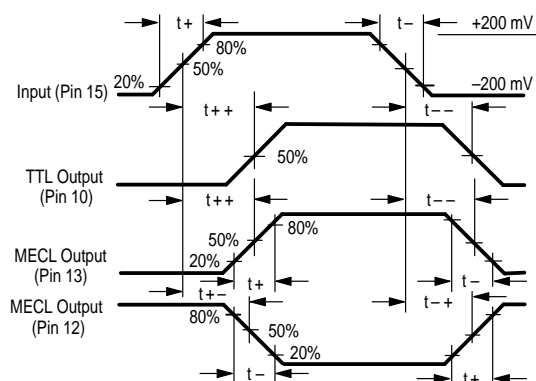 t+ t– +200 mV
80%
50%
20% –200 mV
Input (Pin 15) t++ t––
TTL Output
(Pin 10) 50%
t++ t––
MECL Output
(Pin 13) 80%
50%
20% t+ t–
MECL Output
(Pin 12) t+– t–+
80%
50%
20%
t– t+